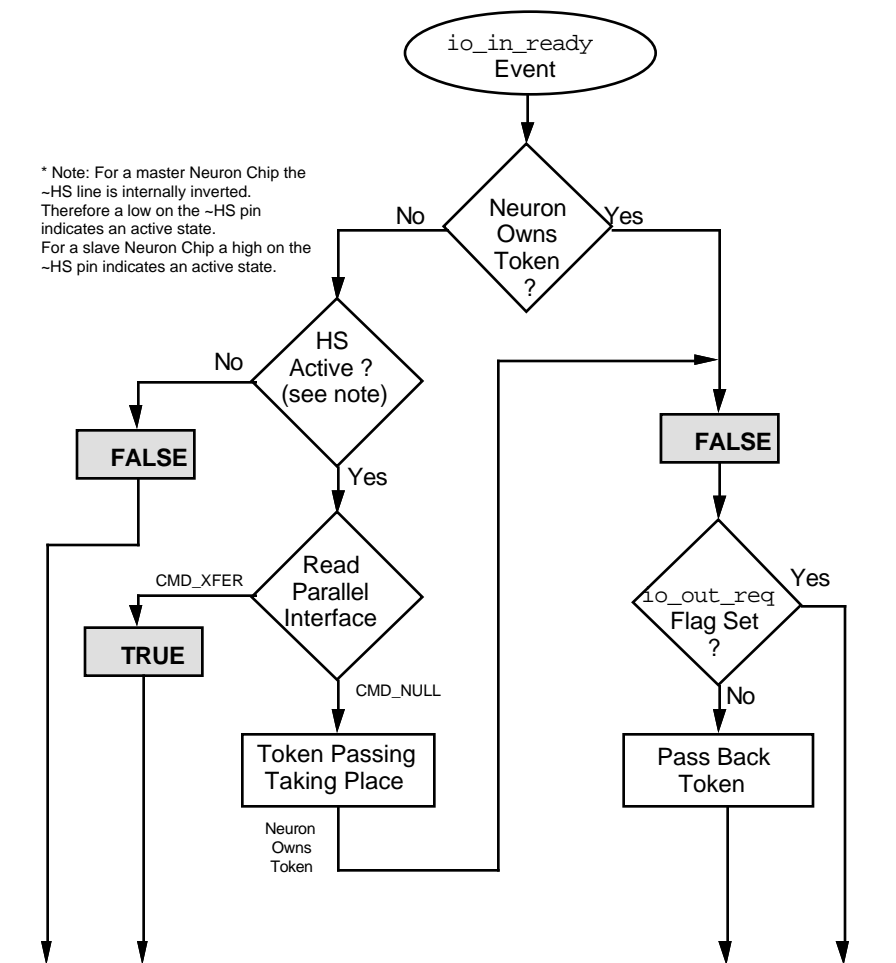 io_in_ready
Event
* Note: For a master Neuron Chip the
~HS line is internally inverted.
Therefore a low on the ~HS pin
indicates an active state.
For a slave Neuron Chip a high on the
~HS pin indicates an active state.
No
Neuron
Owns
Token
?
Yes
No
HS
Active ?
(see note)
FALSE
Yes
FALSE
CMD_XFER
Read
Parallel
Interface
TRUE
CMD_NULL
io_out_req
Flag Set
?
Yes
No
Token Passing
Taking Place
Pass Back
Token
Neuron
Owns
Token